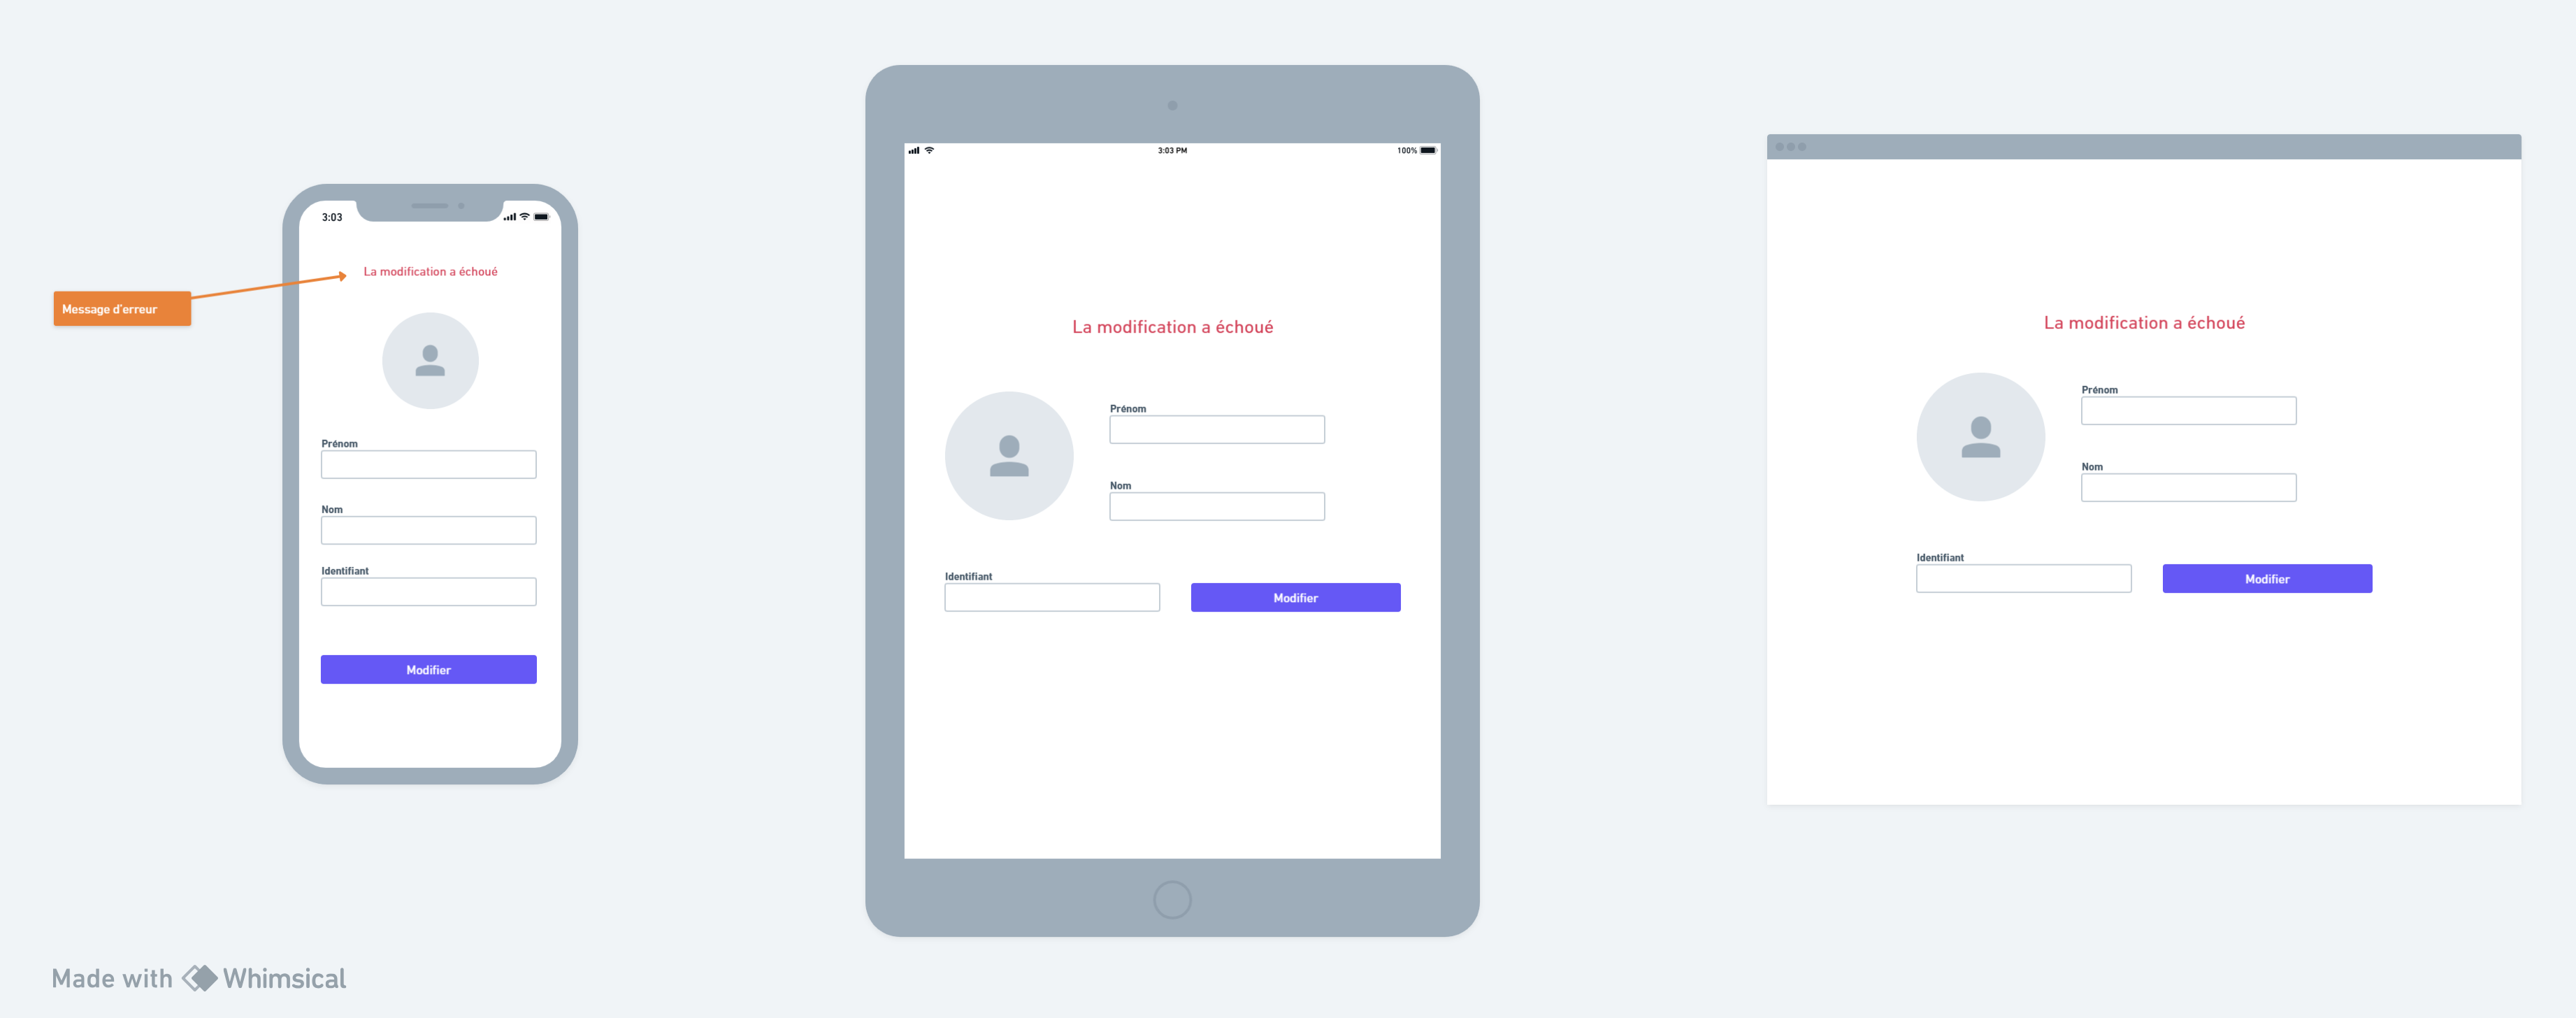 Message d'erreur
3:03
La modification a échoué
Prénom
Nom
Identifiant
Modifier
3:03 PM
100%
La modification a échoué
Prénom
Nom
Identifiant
Modifier
La modification a échoué
Prénom
Nom
Identifiant
Modifier
Made with Whimsical